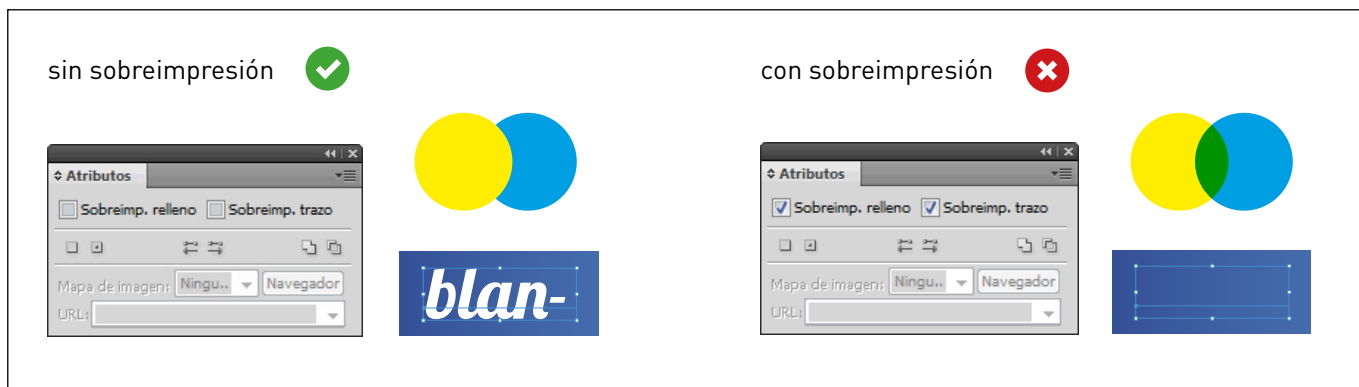 sin sobreimpresión
Atributos
Sobreimp. relleno Sobreimp. trazo
Mapa de imagen: Ningu.. Navegador
URL:
blan-
con sobreimpresión
Atributos
Sobreimp. relleno Sobreimp. trazo
Mapa de imagen: Ningu.. Navegador
URL: